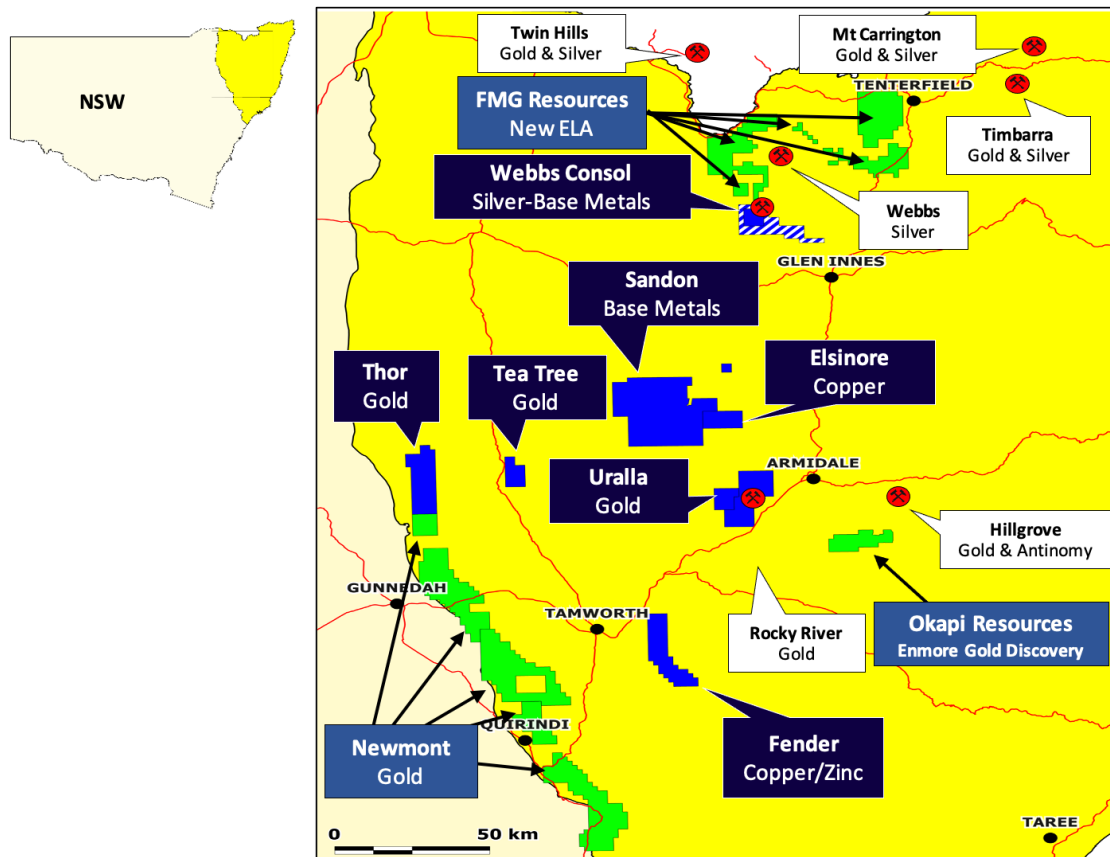 NSW
Twin Hills
Gold & Silver
Mt Carrington
Gold & Silver
TENTERFIELD
FMG Resources
New ELA
Timbarra
Gold & Silver
Webbs Consol
Silver-Base Metals
Webbs
Silver
GLEN INNES
Sandon
Base Metals
Elsinore
Copper
Thor
Gold
Tea Tree
Gold
ARMIDALE
Uralla
Gold
Hillgrove
Gold & Antinomy
GUNNEDAH
TAMWORTH
Rocky River
Gold
Okapi Resources
Enmore Gold Discovery
QUIRINDI
Newmont
Gold
Fender
Copper/Zinc
TAREE
0 50 km